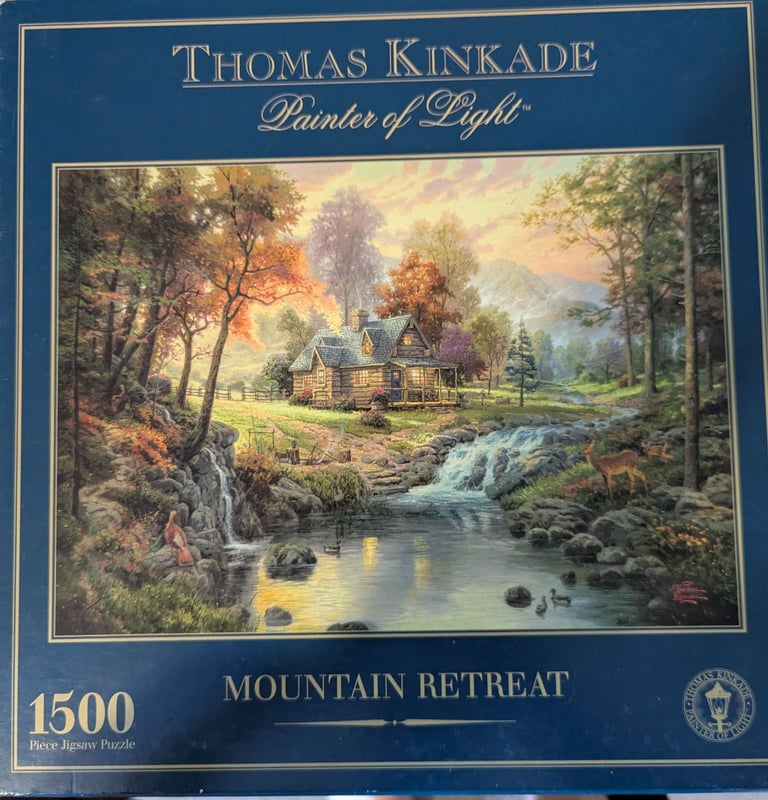 THOMAS KINKADE
Painter of Light™
MOUNTAIN RETREAT
1500
Piece Jigsaw Puzzle
THOMAS KINKADE
PAINTER OF LIGHT